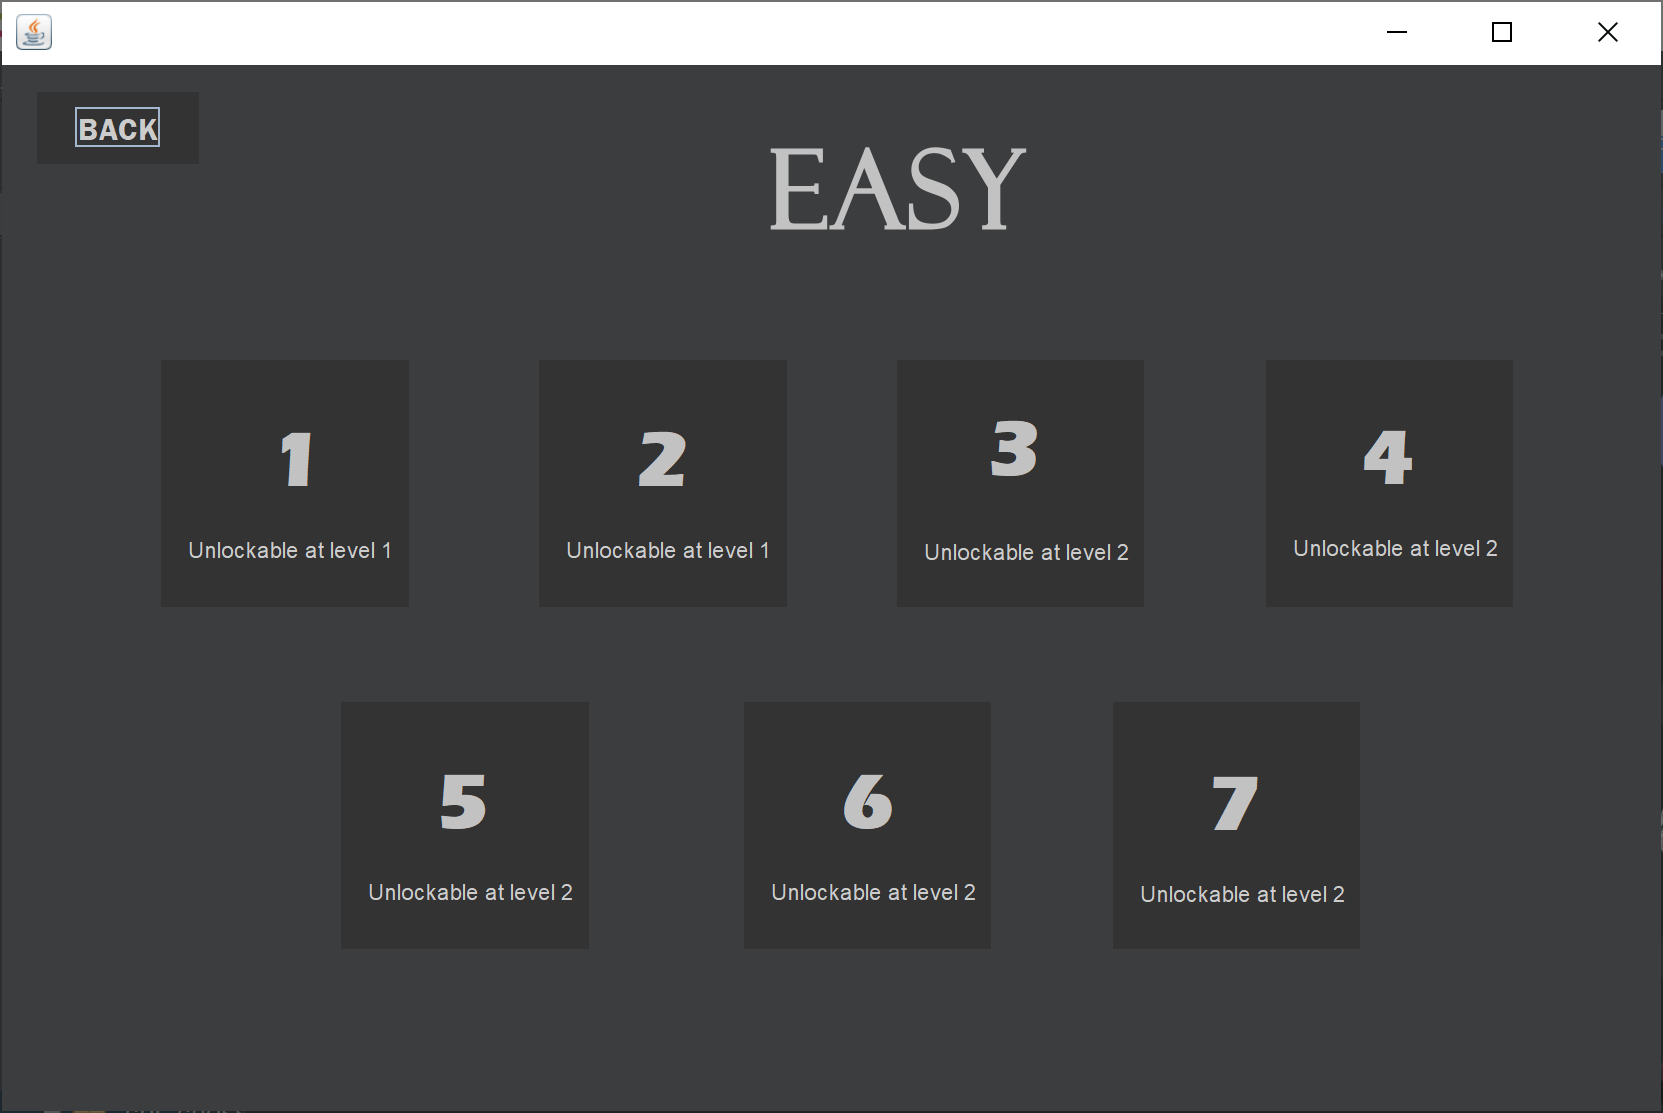 BACK
EASY
1
Unlockable at level 1
2
Unlockable at level 1
3
Unlockable at level 2
4
Unlockable at level 2
5
Unlockable at level 2
6
Unlockable at level 2
7
Unlockable at level 2